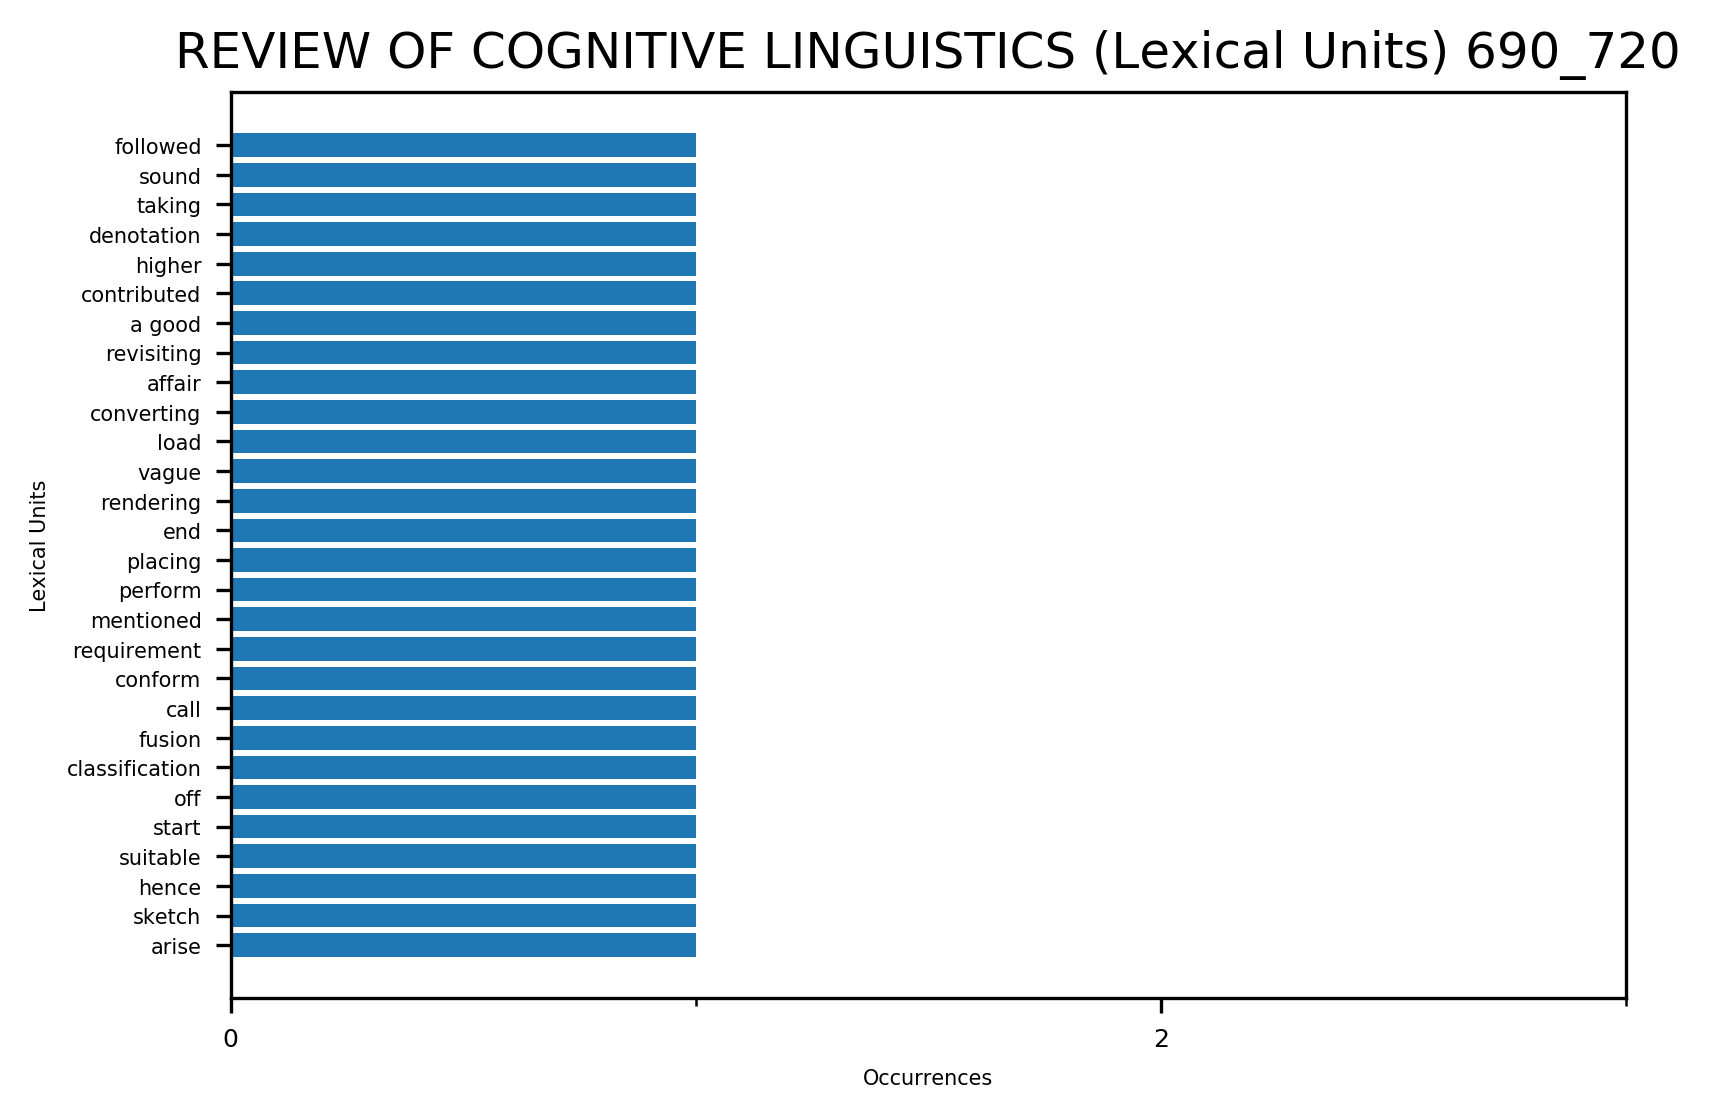 REVIEW OF COGNITIVE LINGUISTICS (Lexical Units) 690_720
followed
sound
taking
denotation
higher
contributed
a good
revisiting
affair
converting
load
vague
rendering
end
placing
perform
mentioned
requirement
conform
call
fusion
classification
off
start
suitable
hence
sketch
arise
Lexical Units
0
2
Occurrences